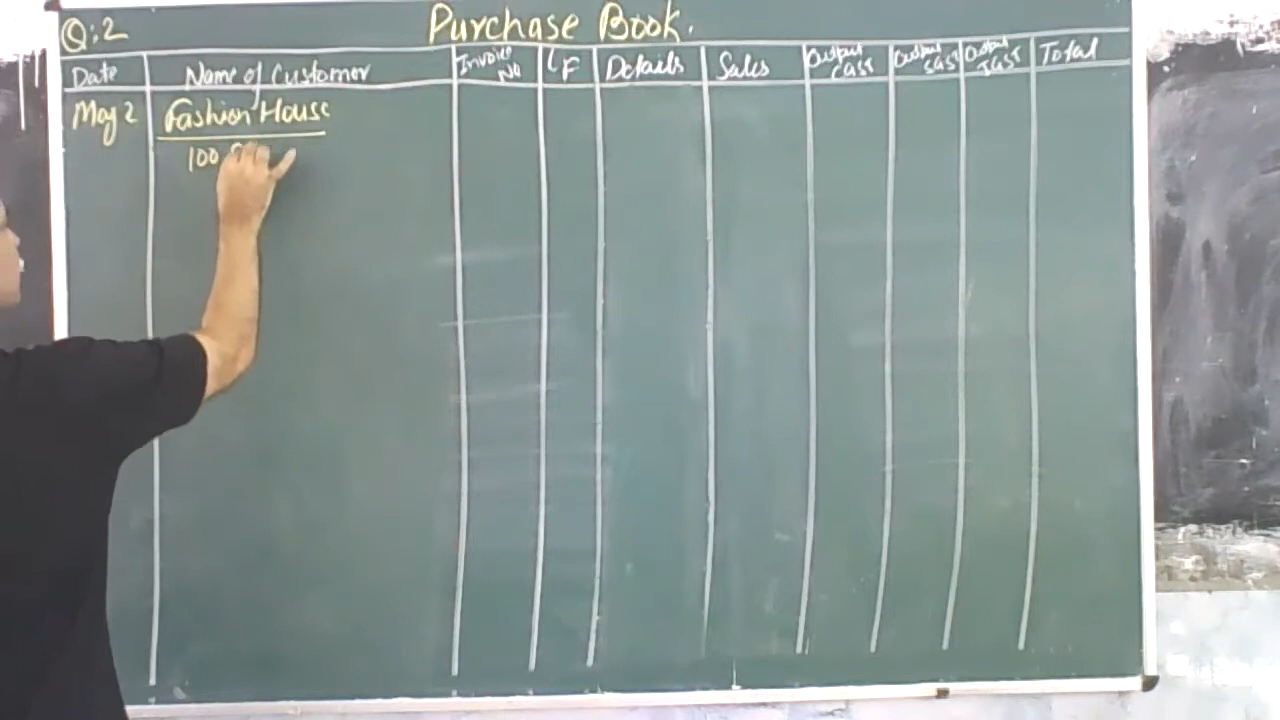 Q:2 Purchase Book.
Date Name of Customer Invoice No LF Details Sales Output CGST Output SGST Output IGST Total
May 2 Fashion House
100